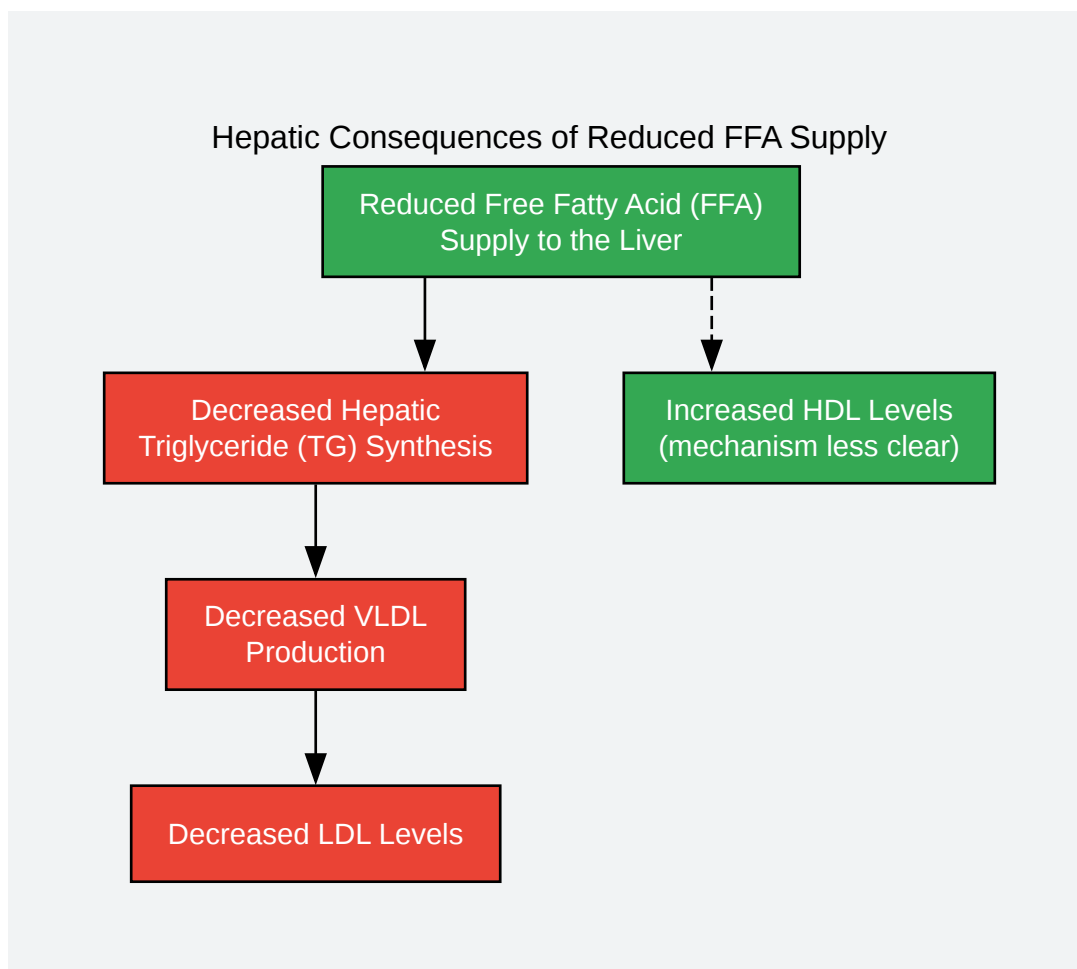 Hepatic Consequences of Reduced FFA Supply
Reduced Free Fatty Acid (FFA)
Supply to the Liver
Decreased Hepatic
Triglyceride (TG) Synthesis
Increased HDL Levels
(mechanism less clear)
Decreased VLDL
Production
Decreased LDL Levels